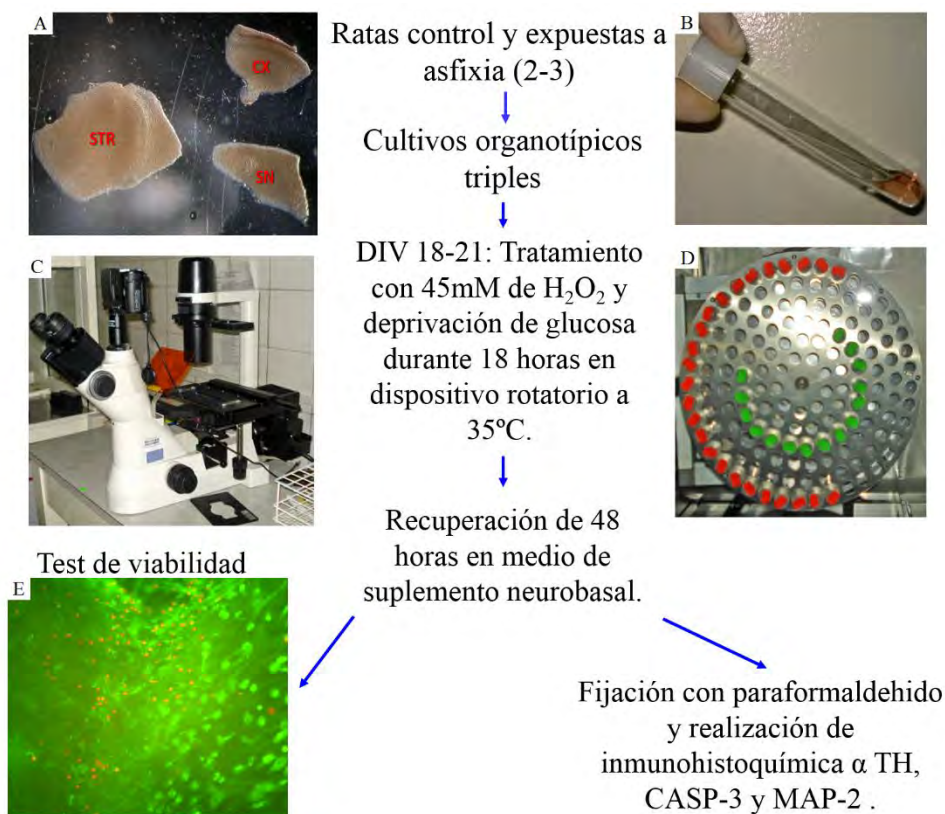 A
CX
STR
SN
Ratas control y expuestas a
asfixia (2-3)
B
Cultivos organotípicos
triples
C
DIV 18-21: Tratamiento
con 45mM de H₂O₂ y
deprivación de glucosa
durante 18 horas en
dispositivo rotatorio a
35ºC.
D
Recuperación de 48
horas en medio de
suplemento neurobasal.
Test de viabilidad
E
Fijación con paraformaldehido
y realización de
inmunohistoquímica α TH,
CASP-3 y MAP-2 .